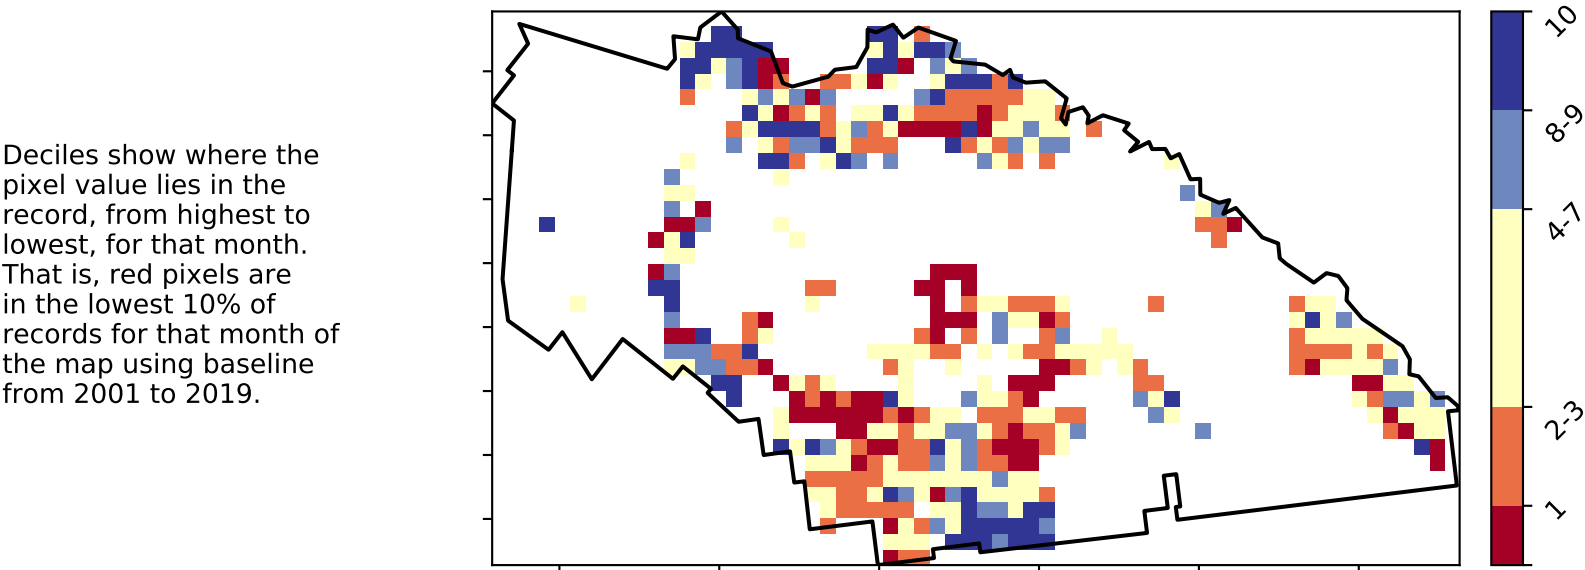 Deciles show where the
pixel value lies in the
record, from highest to
lowest, for that month.
That is, red pixels are
in the lowest 10% of
records for that month of
the map using baseline
from 2001 to 2019.
10
8-9
4-7
2-3
1